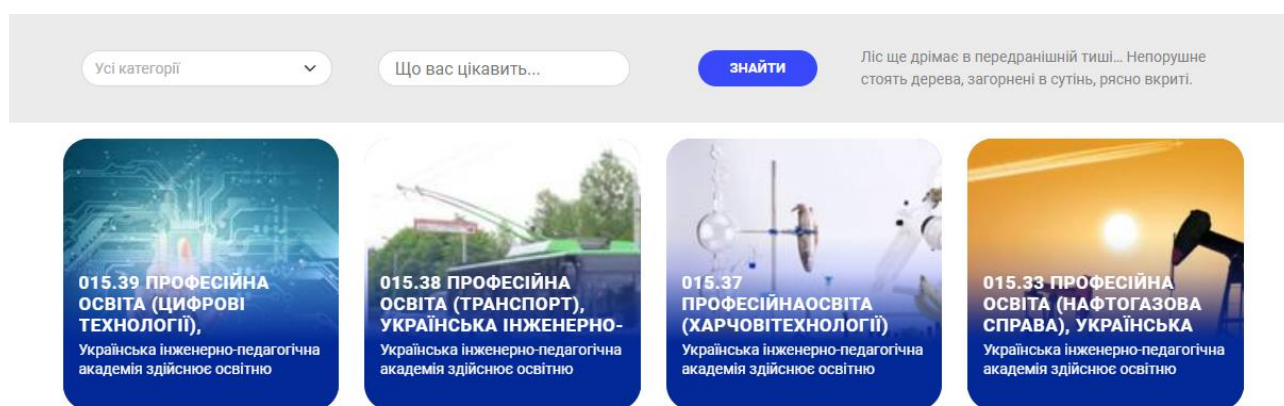 Усі категорії
Що вас цікавить...
ЗНАЙТИ
Ліс ще дрімає в передранішній тиші... Непорушне
стоять дерева, загорнені в сутінь, рясно вкриті.
015.39 ПРОФЕСІЙНА
ОСВІТА (ЦИФРОВІ
ТЕХНОЛОГІЇ),
Українська інженерно-педагогічна
академія здійснює освітню
015.38 ПРОФЕСІЙНА
ОСВІТА (ТРАНСПОРТ),
УКРАЇНСЬКА ІНЖЕНЕРНО-
Українська інженерно-педагогічна
академія здійснює освітню
015.37
ПРОФЕСІЙНАОСВІТА
(ХАРЧОВІТЕХНОЛОГІЇ)
Українська інженерно-педагогічна
академія здійснює освітню
015.33 ПРОФЕСІЙНА
ОСВІТА (НАФТОГАЗОВА
СПРАВА), УКРАЇНСЬКА
Українська інженерно-педагогічна
академія здійснює освітню